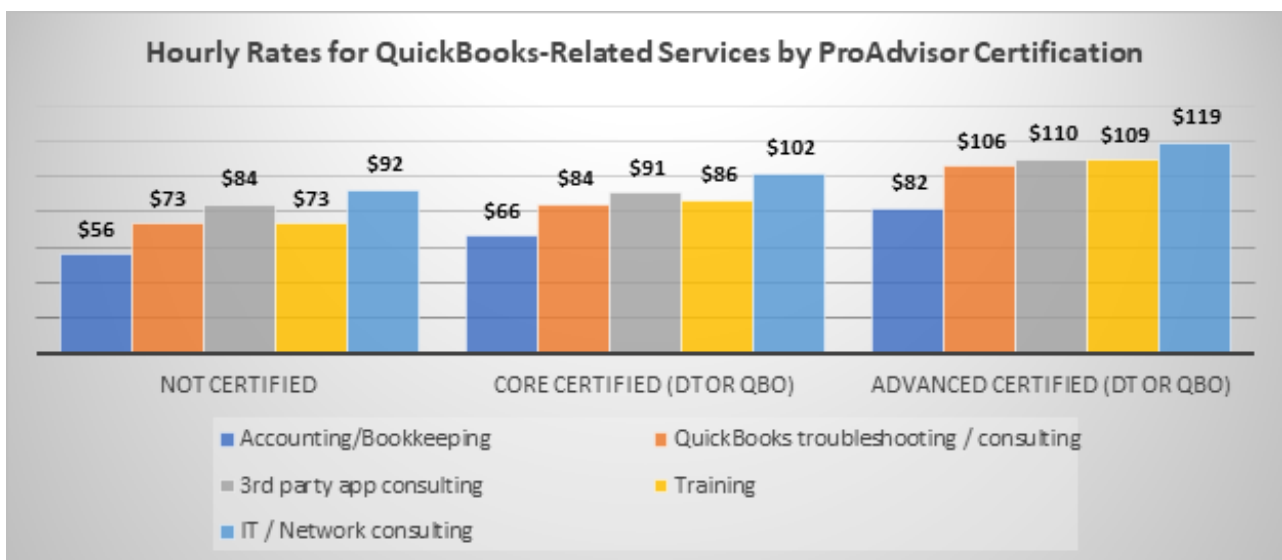 Hourly Rates for QuickBooks-Related Services by ProAdvisor Certification
$56
$73
$84
$73
$92
$66
$84
$91
$86
$102
$82
$106
$110
$109
$119
NOT CERTIFIED
CORE CERTIFIED (DT OR QBO)
ADVANCED CERTIFIED (DT OR QBO)
Accounting/Bookkeeping
QuickBooks troubleshooting / consulting
3rd party app consulting
Training
IT / Network consulting